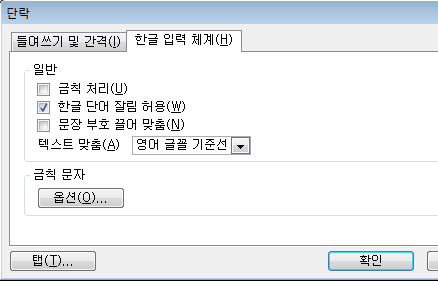 단락
들여쓰기 및 간격(I) 한글 입력 체계(H)
일반
금칙 처리(U)
한글 단어 잘림 허용(W)
문장 부호 끌어 맞춤(N)
텍스트 맞춤(A) 영어 글꼴 기준선
금칙 문자
옵션(O)...
탭(T)... 확인